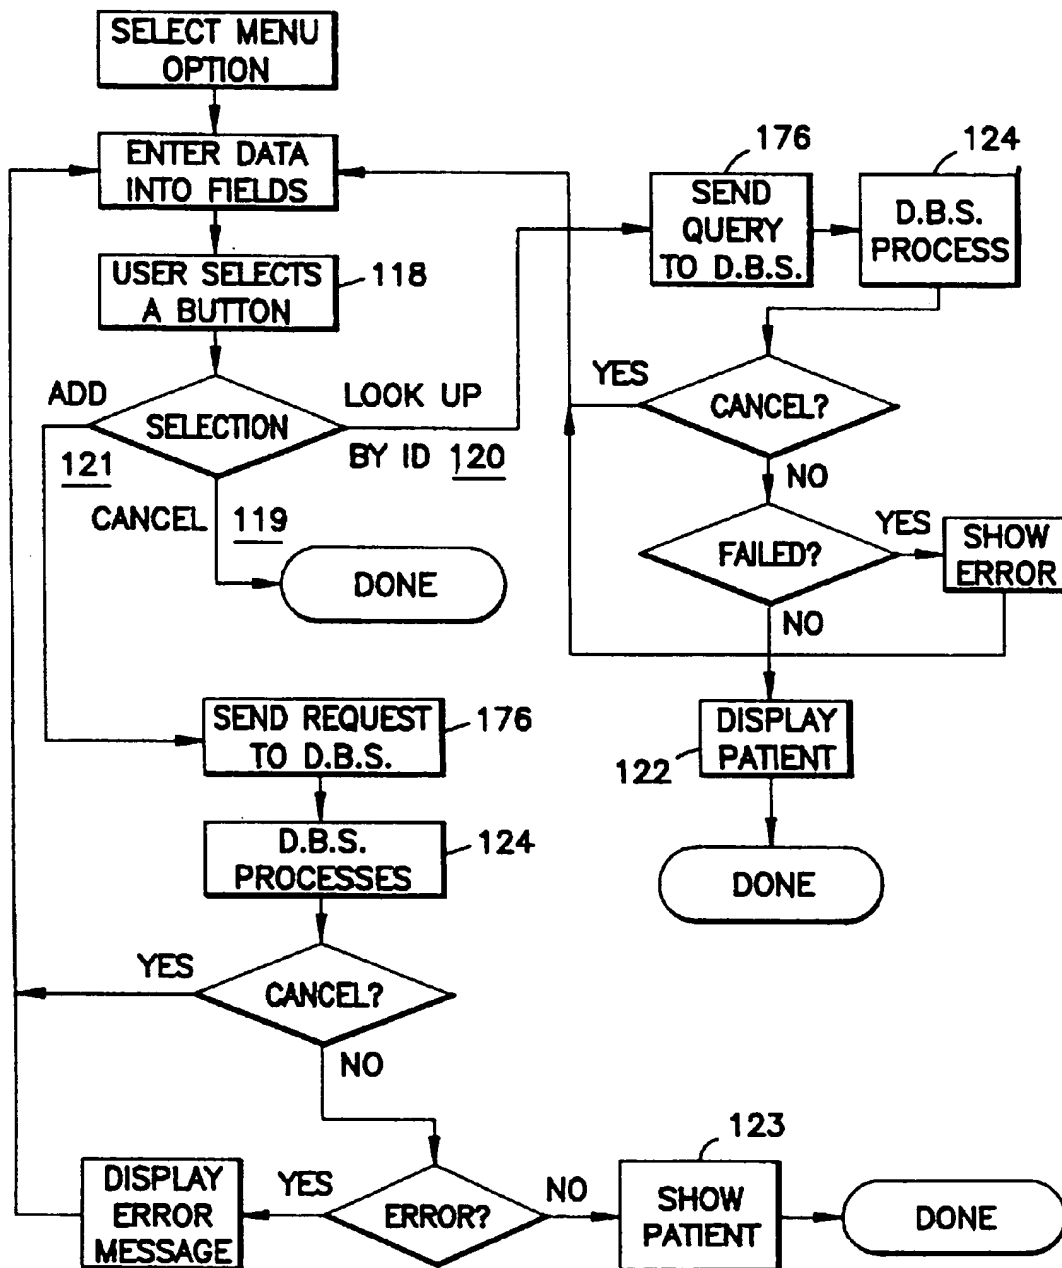 SELECT MENU
OPTION
ENTER DATA
INTO FIELDS
USER SELECTS
A BUTTON
118
ADD
SELECTION
LOOK UP
BY ID 120
121
CANCEL 119
DONE
176
SEND
QUERY
TO D.B.S.
124
D.B.S.
PROCESS
YES
CANCEL?
NO
FAILED?
YES
SHOW
ERROR
NO
DISPLAY
PATIENT
122
DONE
SEND REQUEST
TO D.B.S.
176
D.B.S.
PROCESSES
124
YES
CANCEL?
NO
DISPLAY
ERROR
MESSAGE
YES
ERROR?
NO
123
SHOW
PATIENT
DONE